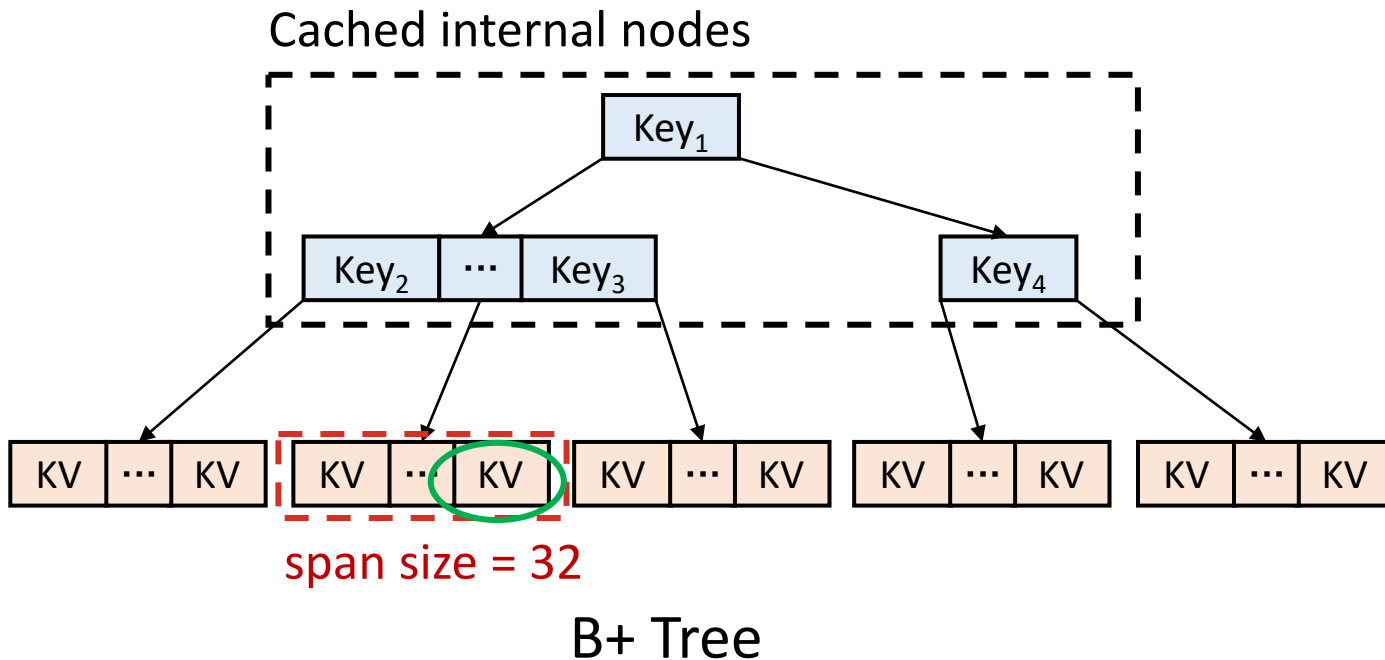 Cached internal nodes
Key₁
Key₂ ... Key₃ Key₄
KV ... KV KV ... KV KV ... KV KV ... KV KV ... KV
span size = 32
B+ Tree